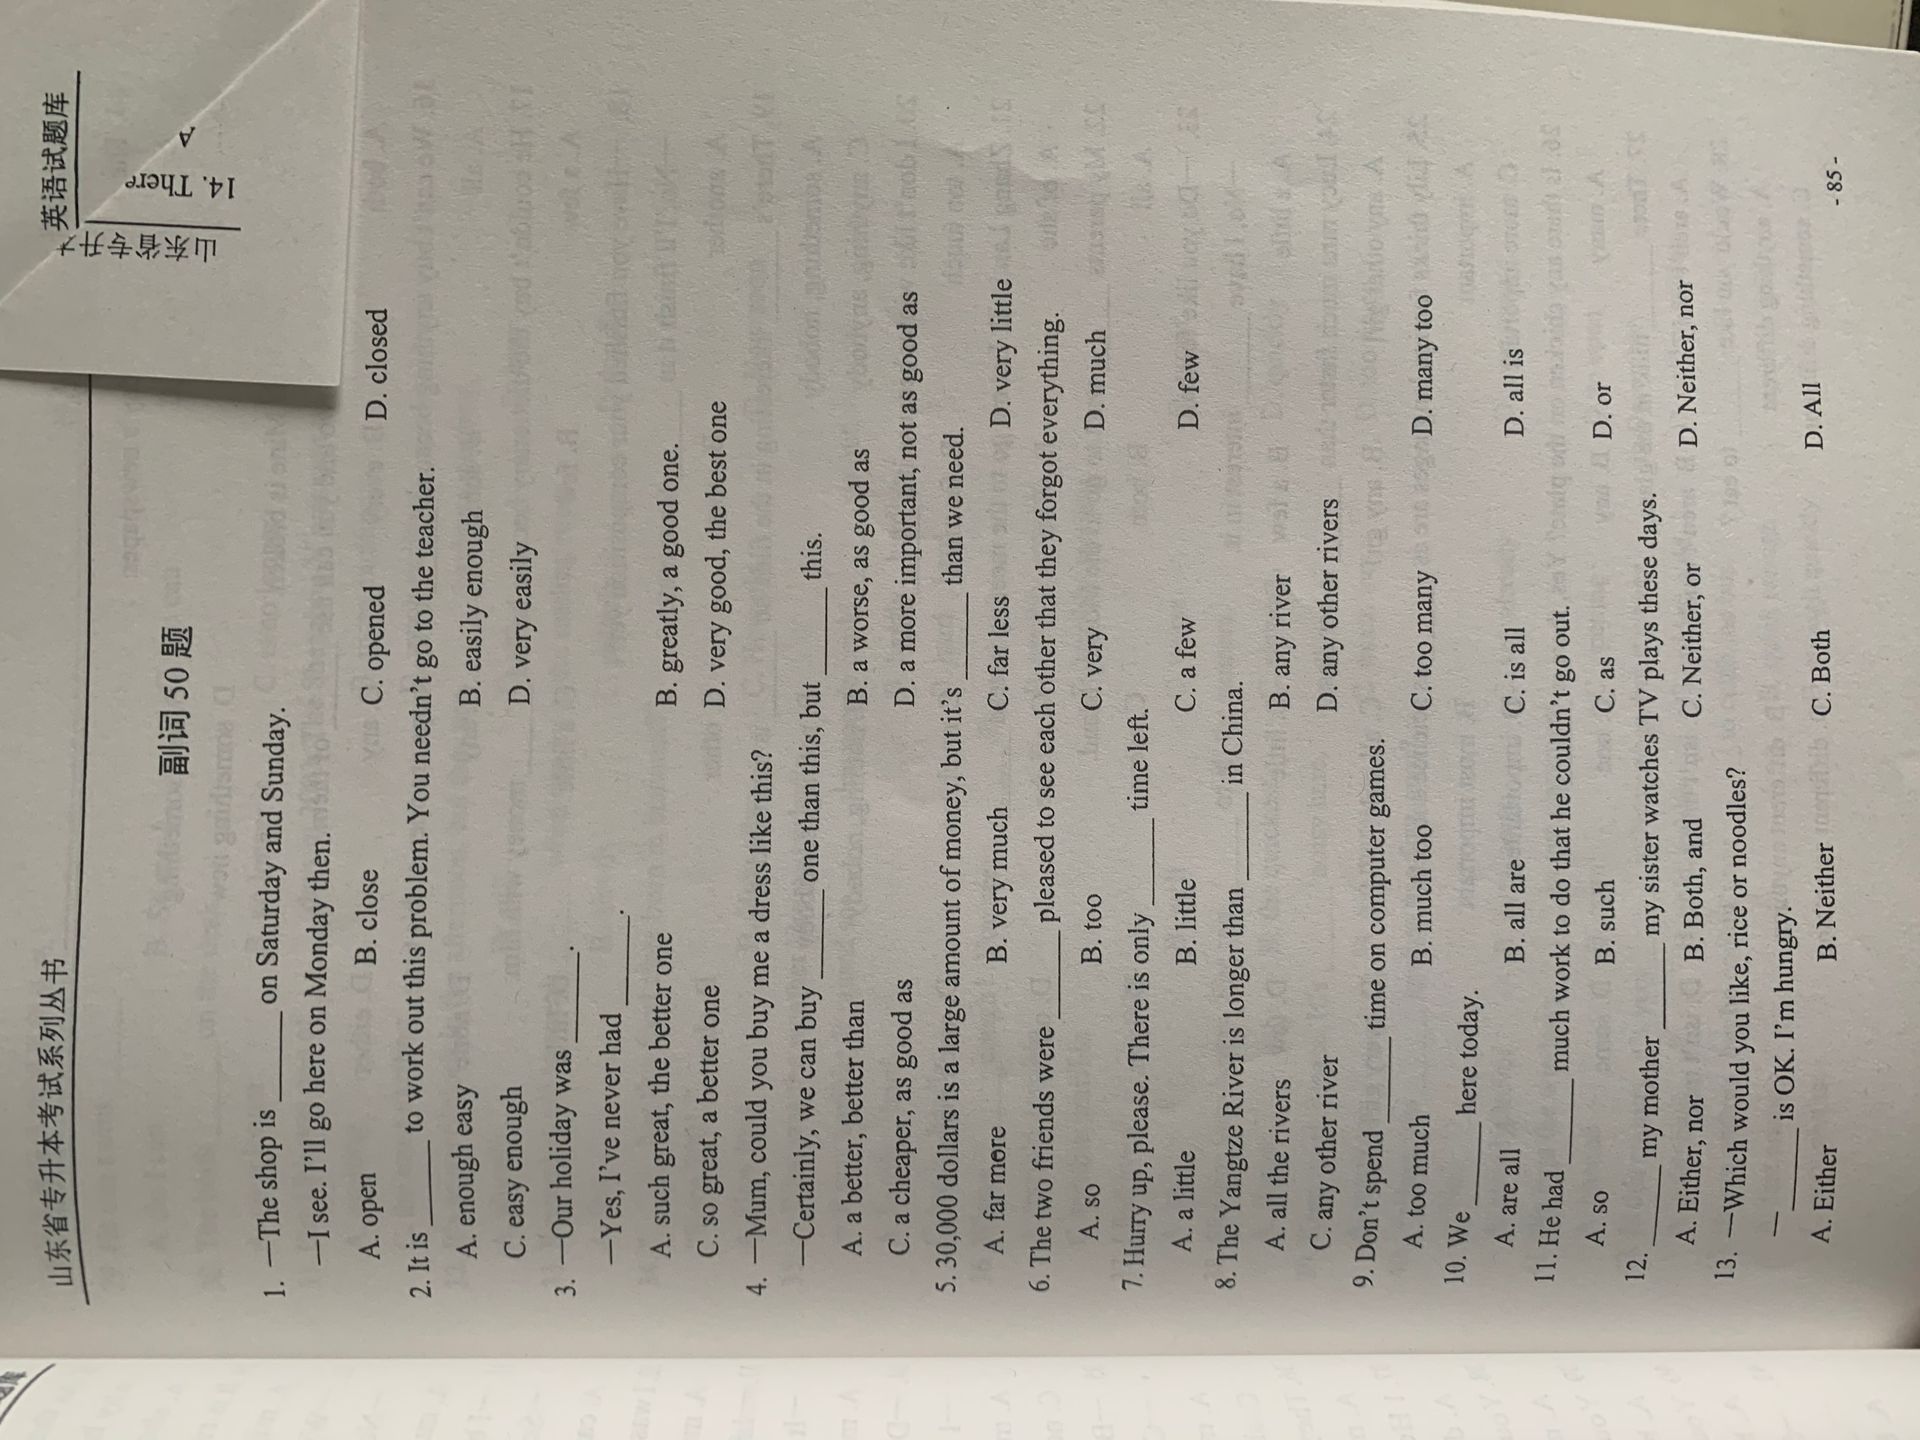 山东省专升本考试系列丛书
英语试题库
山东省专升
14. There
A
副词 50 题
1. —The shop is ______ on Saturday and Sunday.
—I see. I'll go here on Monday then.
A. open B. close C. opened D. closed
2. It is ______ to work out this problem. You needn't go to the teacher.
A. enough easy B. easily enough
C. easy enough D. very easily
3. —Our holiday was ______.
—Yes, I've never had ______.
A. such great, the better one B. greatly, a good one.
C. so great, a better one D. very good, the best one
4. —Mum, could you buy me a dress like this?
—Certainly, we can buy ______ one than this, but ______ this.
A. a better, better than B. a worse, as good as
C. a cheaper, as good as D. a more important, not as good as
5. 30,000 dollars is a large amount of money, but it's ______ than we need.
A. far more B. very much C. far less D. very little
6. The two friends were ______ pleased to see each other that they forgot everything.
A. so B. too C. very D. much
7. Hurry up, please. There is only ______ time left.
A. a little B. little C. a few D. few
8. The Yangtze River is longer than ______ in China.
A. all the rivers B. any river
C. any other river D. any other rivers
9. Don't spend ______ time on computer games.
A. too much B. much too C. too many D. many too
10. We ______ here today.
A. are all B. all are C. is all D. all is
11. He had ______ much work to do that he couldn't go out.
A. so B. such C. as D. or
12. ______ my mother ______ my sister watches TV plays these days.
A. Either, nor B. Both, and C. Neither, or D. Neither, nor
13. —Which would you like, rice or noodles?
—______ is OK. I'm hungry.
A. Either B. Neither C. Both D. All
- 85 -